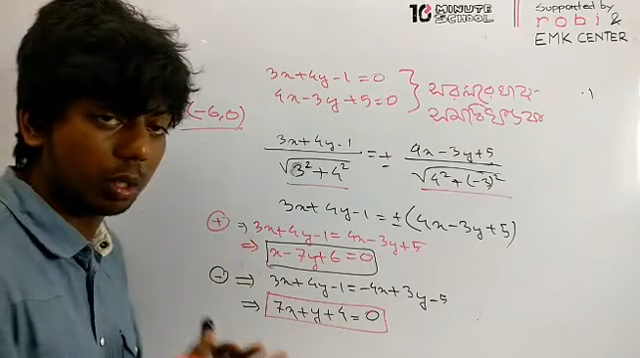 10 MINUTE SCHOOL
Supported by
robi &
EMK CENTER
3x+4y-1=0
4x-3y+5=0
(-6,0)
(3x+4y-1)/√(3²+4²) = ± (4x-3y+5)/√(4²+(-3)²)
3x+4y-1=±(4x-3y+5)
(+) ⇒ 3x+4y-1=4x-3y+5
⇒ x-7y+6=0
(-) ⇒ 3x+4y-1=-4x+3y-5
⇒ 7x+y+4=0